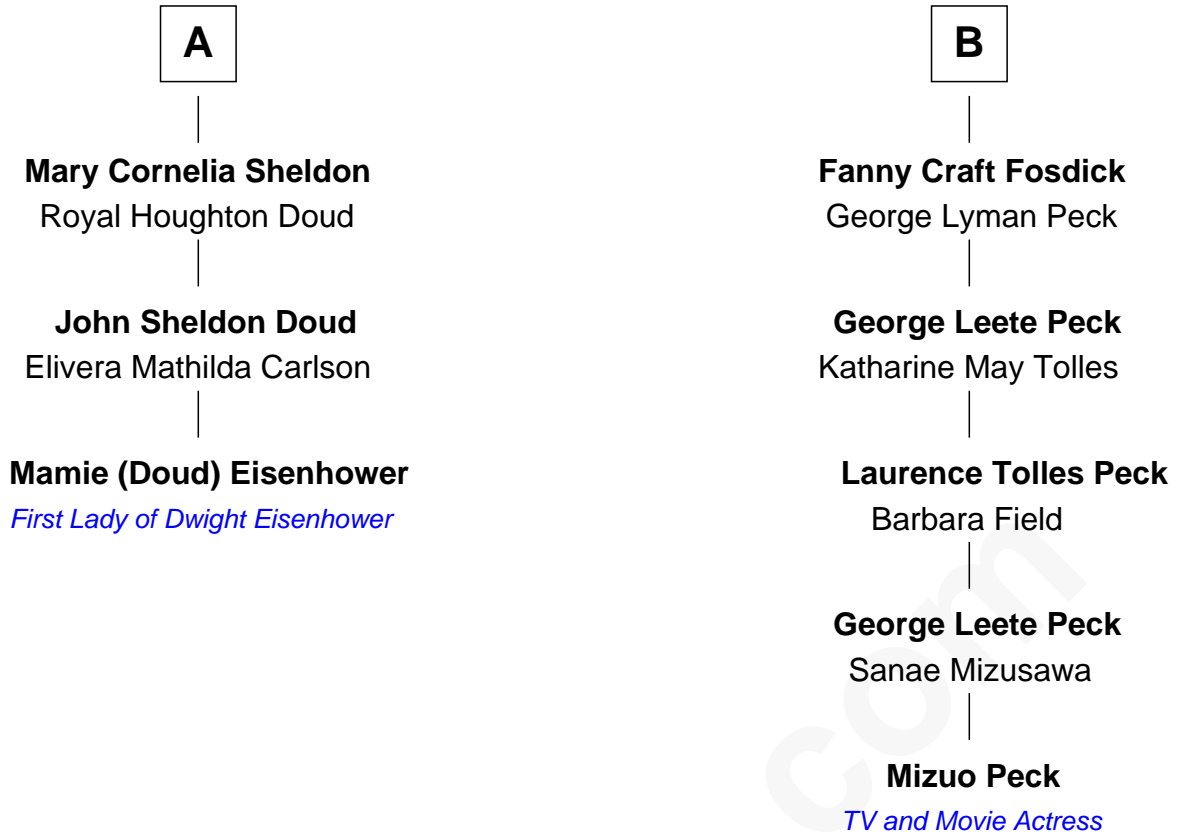 A
Mary Cornelia Sheldon
Royal Houghton Doud
John Sheldon Doud
Elivera Mathilda Carlson
Mamie (Doud) Eisenhower
First Lady of Dwight Eisenhower
B
Fanny Craft Fosdick
George Lyman Peck
George Leete Peck
Katharine May Tolles
Laurence Tolles Peck
Barbara Field
George Leete Peck
Sanae Mizusawa
Mizuo Peck
TV and Movie Actress
com